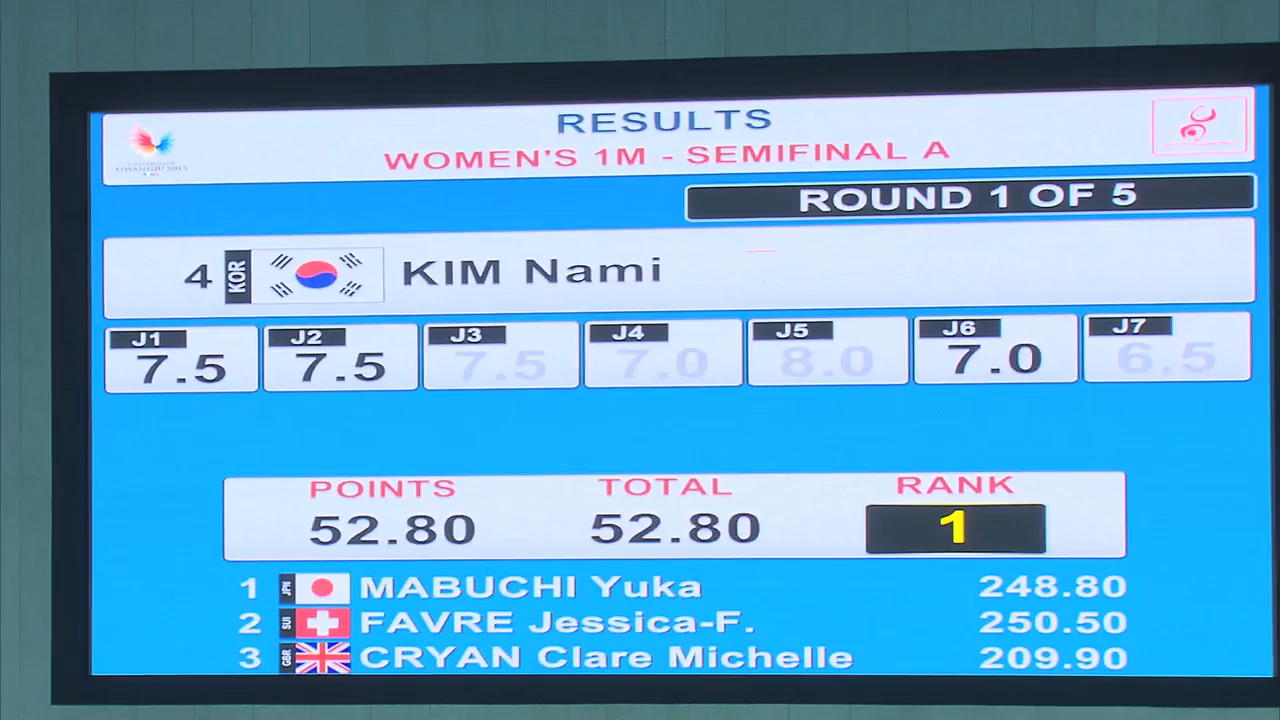 RESULTS
WOMEN'S 1M - SEMIFINAL A
GWANGJU 2015
ROUND 1 OF 5
4 KOR KIM Nami
J1 J2 J3 J4 J5 J6 J7
7.5 7.5 7.5 7.0 8.0 7.0 6.5
POINTS TOTAL RANK
52.80 52.80 1
1 JPN MABUCHI Yuka 248.80
2 SUI FAVRE Jessica-F. 250.50
3 GBR CRYAN Clare Michelle 209.90